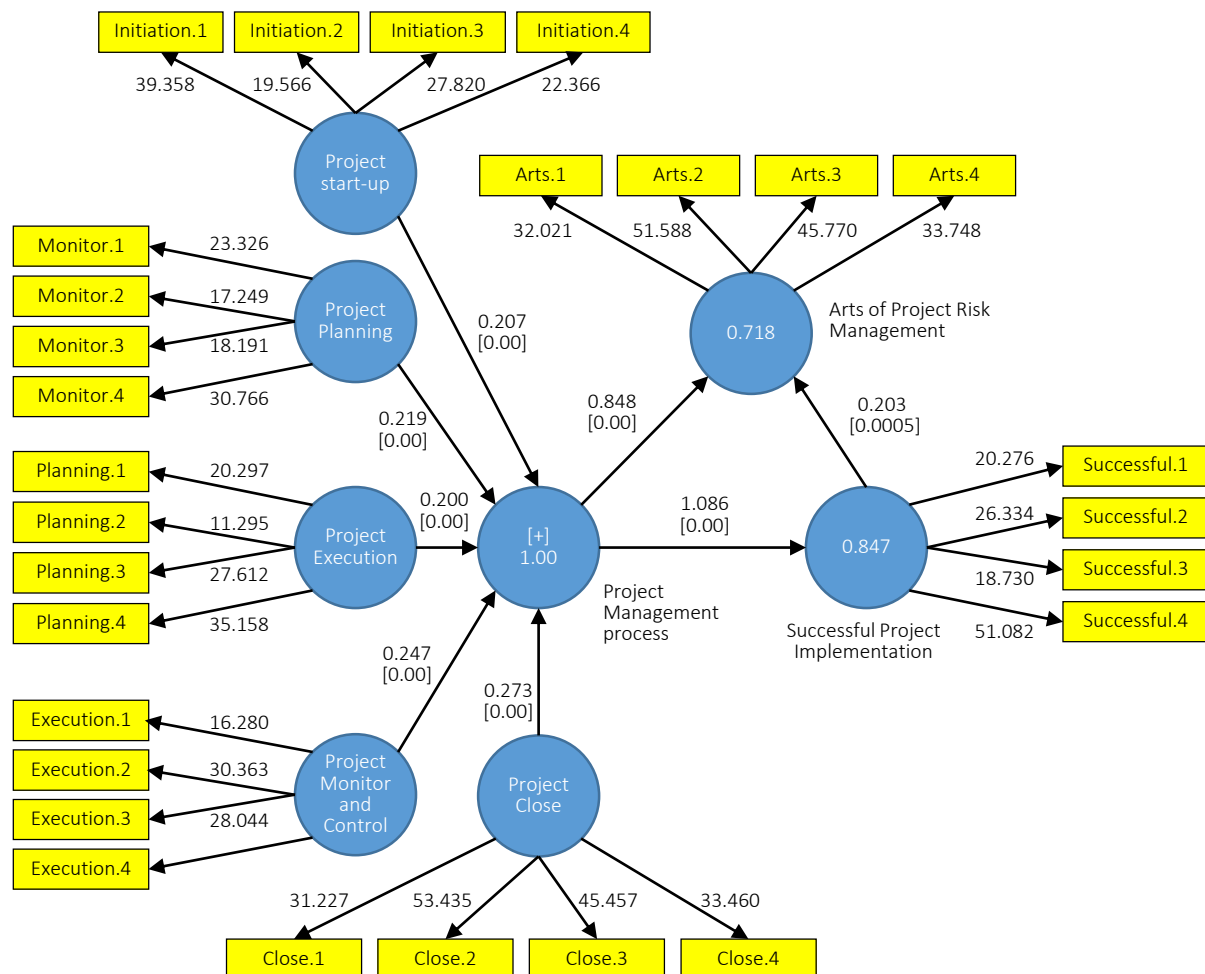 Initiation.1
Initiation.2
Initiation.3
Initiation.4
39.358
19.566
27.820
22.366
Project
start-up
Arts.1
Arts.2
Arts.3
Arts.4
32.021
51.588
45.770
33.748
Monitor.1
Monitor.2
Monitor.3
Monitor.4
23.326
17.249
18.191
30.766
Project
Planning
0.207
[0.00]
0.718
Arts of Project Risk
Management
0.219
[0.00]
0.848
[0.00]
0.203
[0.0005]
Planning.1
Planning.2
Planning.3
Planning.4
20.297
11.295
27.612
35.158
Project
Execution
0.200
[0.00]
[+]
1.00
Project
Management
process
1.086
[0.00]
0.847
Successful Project
Implementation
20.276
26.334
18.730
51.082
Successful.1
Successful.2
Successful.3
Successful.4
0.247
[0.00]
0.273
[0.00]
Execution.1
Execution.2
Execution.3
Execution.4
16.280
30.363
28.044
Project
Monitor
and
Control
Project
Close
31.227
53.435
45.457
33.460
Close.1
Close.2
Close.3
Close.4